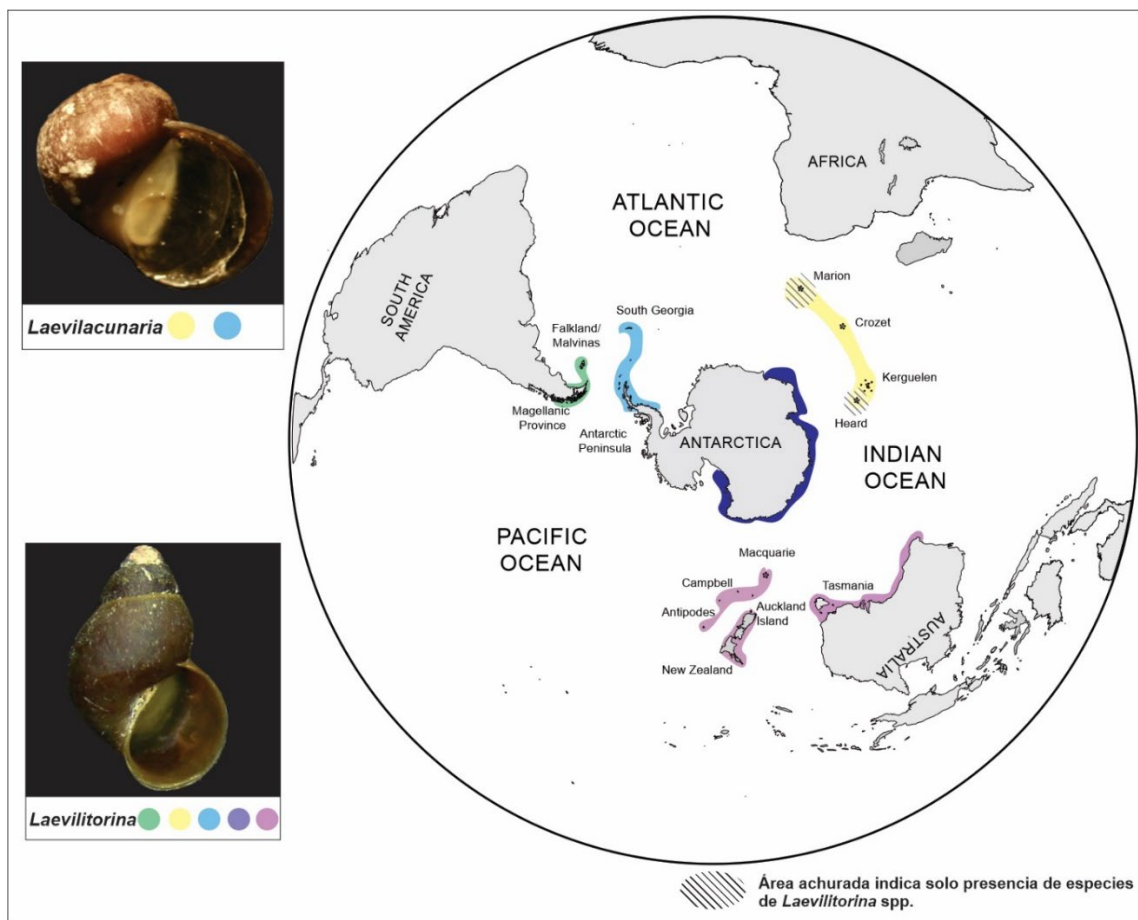 Laevilacunaria
Laevilitorina
AFRICA
ATLANTIC
OCEAN
SOUTH
AMERICA
Marion
Crozet
Kerguelen
Heard
South Georgia
Falkland/
Malvinas
Magellanic
Province
Antarctic
Peninsula
ANTARCTICA
INDIAN
OCEAN
PACIFIC
OCEAN
Macquarie
Campbell
Antipodes
Auckland
Island
New Zealand
Tasmania
AUSTRALIA
Área achurada indica solo presencia de especies
de Laevilitorina spp.